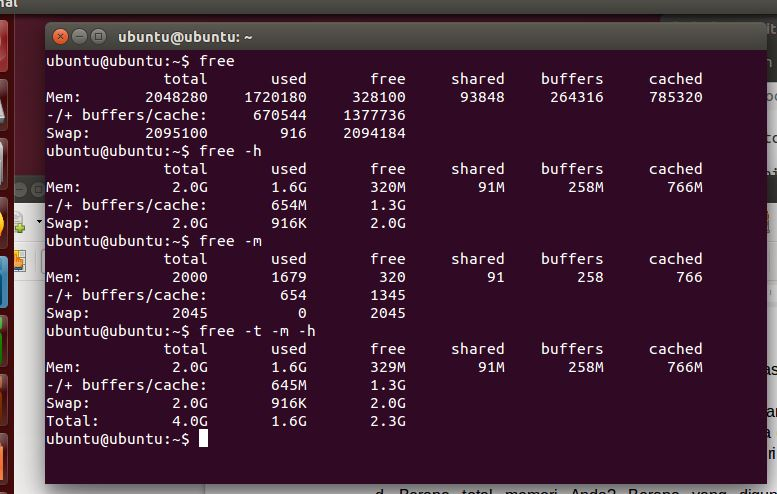 nal
ubuntu@ubuntu: ~
ubuntu@ubuntu:~$ free
total used free shared buffers cached
Mem: 2048280 1720180 328100 93848 264316 785320
-/+ buffers/cache: 670544 1377736
Swap: 2095100 916 2094184
ubuntu@ubuntu:~$ free -h
total used free shared buffers cached
Mem: 2.0G 1.6G 320M 91M 258M 766M
-/+ buffers/cache: 654M 1.3G
Swap: 2.0G 916K 2.0G
ubuntu@ubuntu:~$ free -m
total used free shared buffers cached
Mem: 2000 1679 320 91 258 766
-/+ buffers/cache: 654 1345
Swap: 2045 0 2045
ubuntu@ubuntu:~$ free -t -m -h
total used free shared buffers cached
Mem: 2.0G 1.6G 329M 91M 258M 766M
-/+ buffers/cache: 645M 1.3G
Swap: 2.0G 916K 2.0G
Total: 4.0G 1.6G 2.3G
ubuntu@ubuntu:~$
d. Berapa total memori Anda? Berapa yang